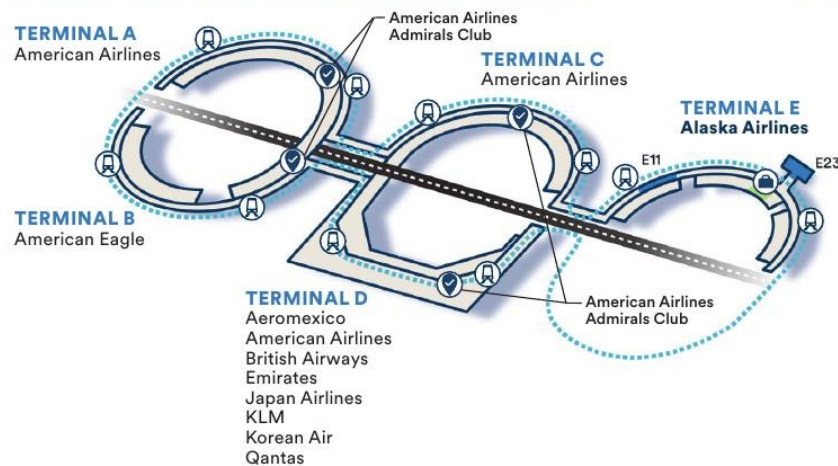 American Airlines
Admirals Club
TERMINAL A
American Airlines
TERMINAL C
American Airlines
TERMINAL E
Alaska Airlines
E11
E23
TERMINAL B
American Eagle
TERMINAL D
Aeromexico
American Airlines
British Airways
Emirates
Japan Airlines
KLM
Korean Air
Qantas
American Airlines
Admirals Club